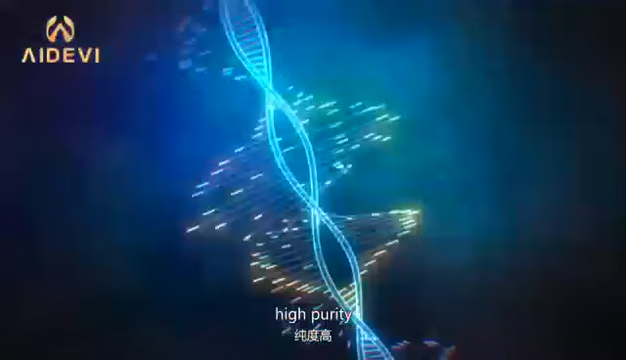 AIDEVI
high purity
纯度高